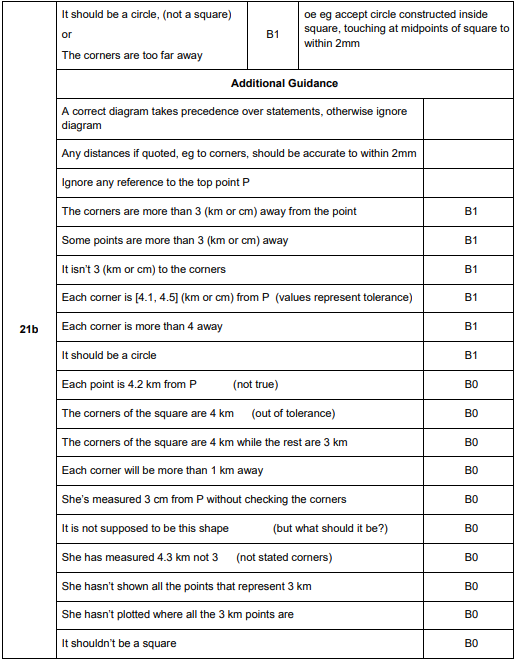 It should be a circle, (not a square)
or
The corners are too far away
B1
oe eg accept circle constructed inside
square, touching at midpoints of square to
within 2mm
Additional Guidance
A correct diagram takes precedence over statements, otherwise ignore
diagram
Any distances if quoted, eg to corners, should be accurate to within 2mm
Ignore any reference to the top point P
The corners are more than 3 (km or cm) away from the point B1
Some points are more than 3 (km or cm) away B1
It isn't 3 (km or cm) to the corners B1
Each corner is [4.1, 4.5] (km or cm) from P (values represent tolerance) B1
21b
Each corner is more than 4 away B1
It should be a circle B1
Each point is 4.2 km from P (not true) B0
The corners of the square are 4 km (out of tolerance) B0
The corners of the square are 4 km while the rest are 3 km B0
Each corner will be more than 1 km away B0
She's measured 3 cm from P without checking the corners B0
It is not supposed to be this shape (but what should it be?) B0
She has measured 4.3 km not 3 (not stated corners) B0
She hasn't shown all the points that represent 3 km B0
She hasn't plotted where all the 3 km points are B0
It shouldn't be a square B0